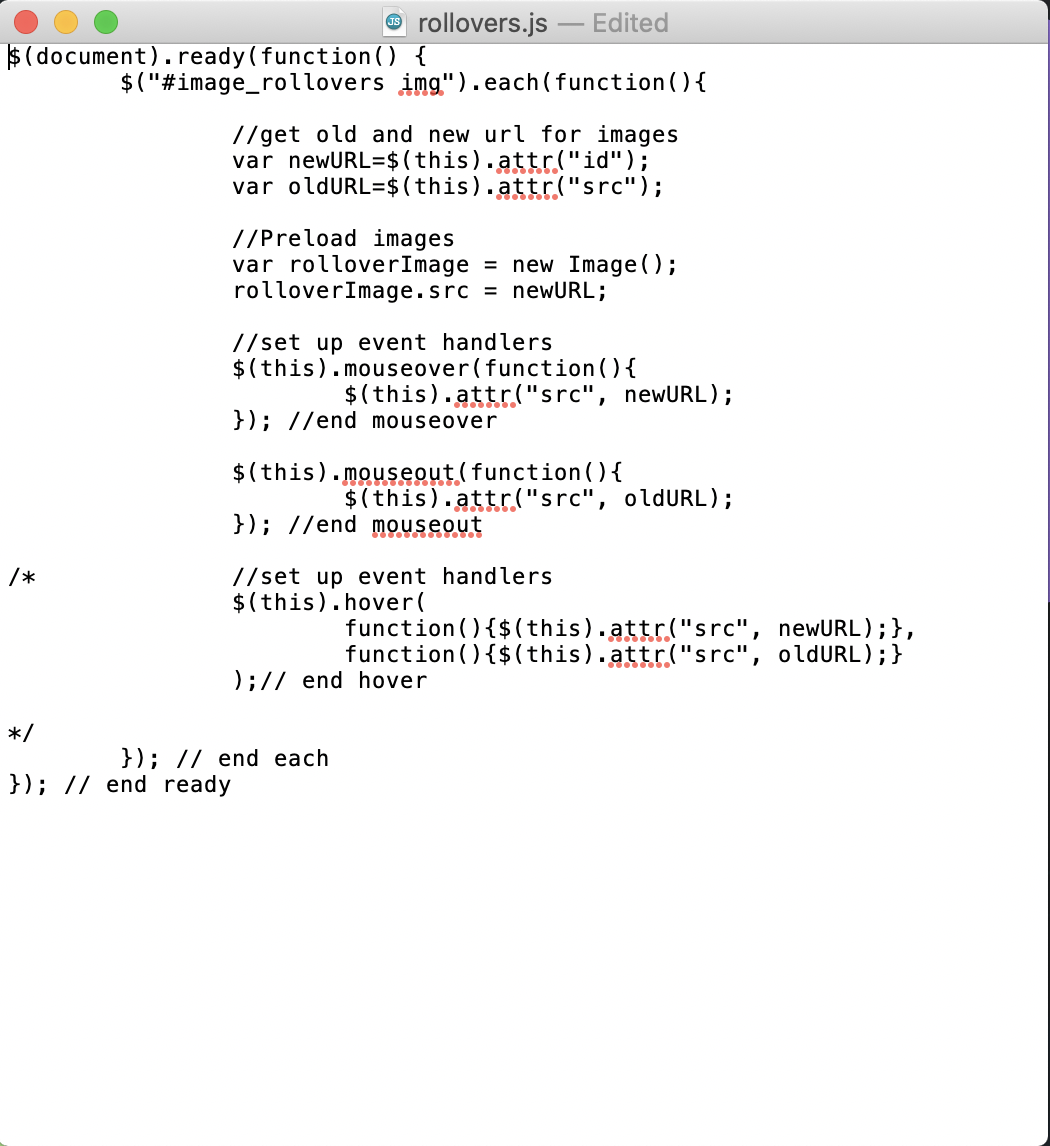 rollovers.js — Edited
$(document).ready(function() {
$("#image_rollovers img").each(function(){
//get old and new url for images
var newURL=$(this).attr("id");
var oldURL=$(this).attr("src");
//Preload images
var rolloverImage = new Image();
rolloverImage.src = newURL;
//set up event handlers
$(this).mouseover(function(){
$(this).attr("src", newURL);
}); //end mouseover
$(this).mouseout(function(){
$(this).attr("src", oldURL);
}); //end mouseout
/* //set up event handlers
$(this).hover(
function(){$(this).attr("src", newURL);},
function(){$(this).attr("src", oldURL);}
);// end hover
*/
}); // end each
}); // end ready